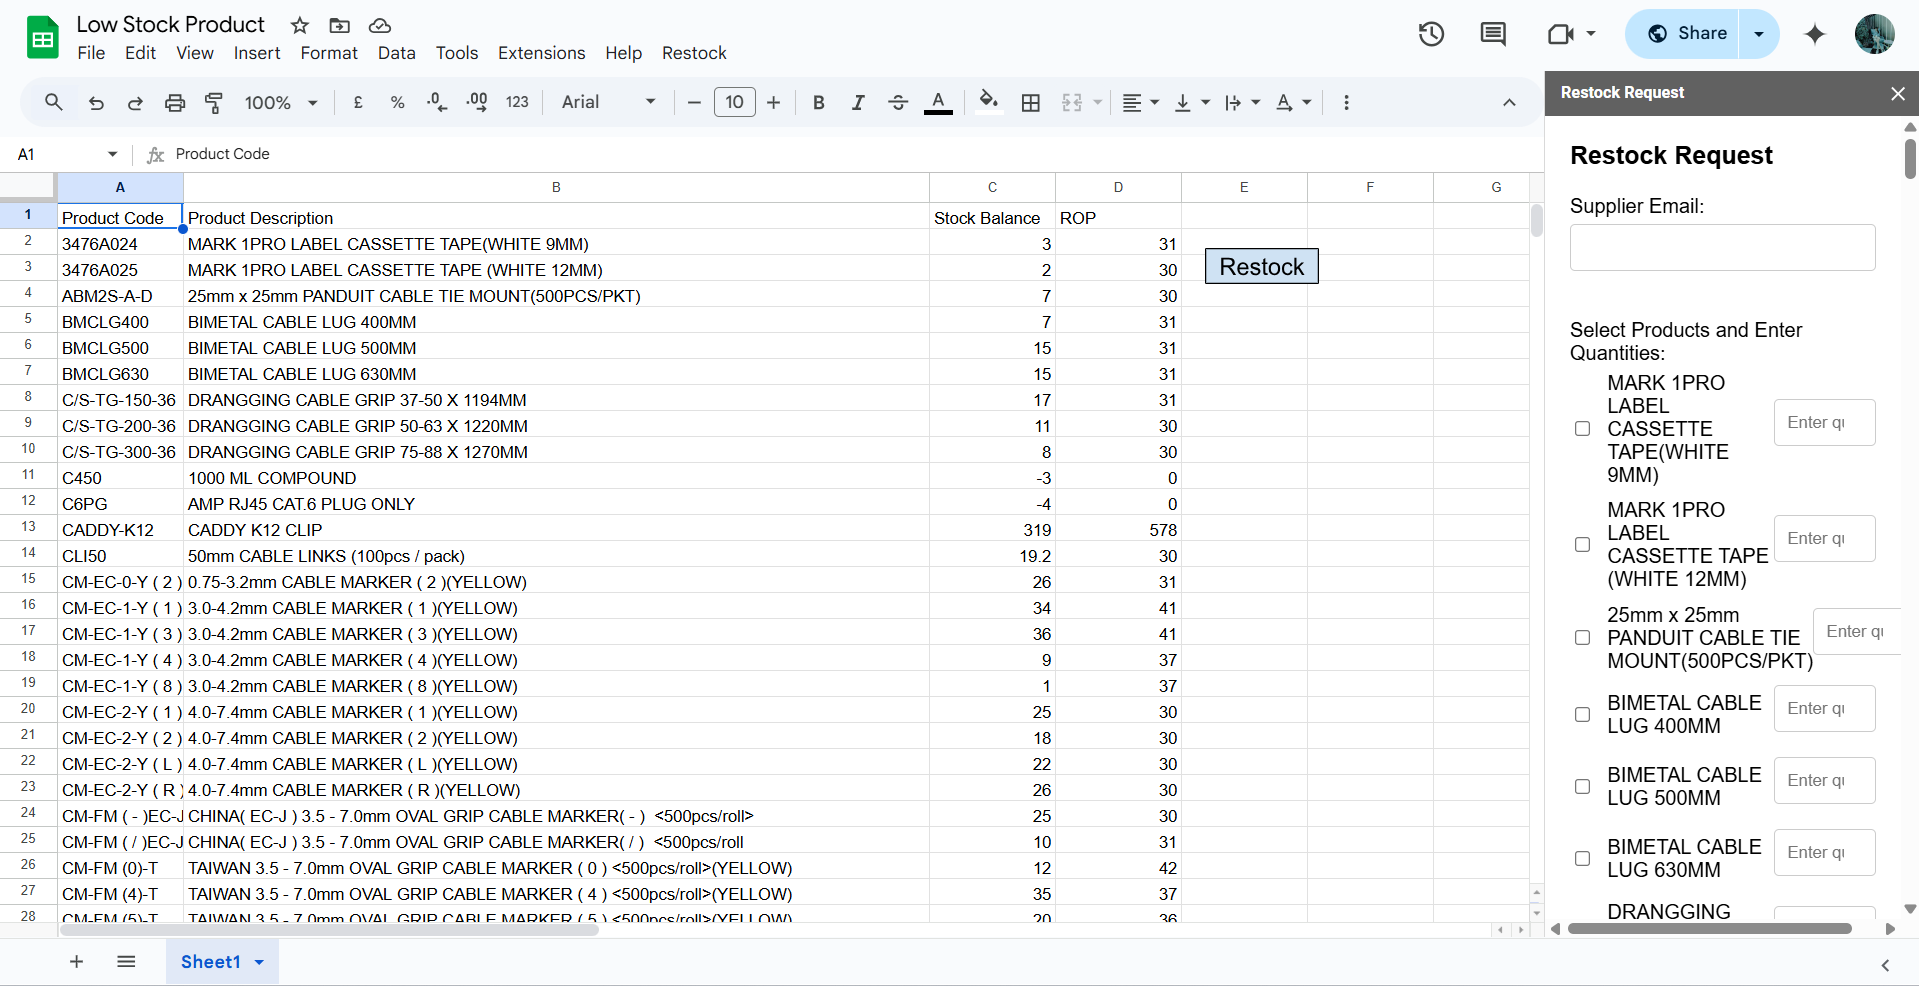 Low Stock Product
File Edit View Insert Format Data Tools Extensions Help Restock
Share
100% £ % .0 .00 123 Arial 10 B I S A
A1 fx Product Code
A B C D E F G
1 Product Code Product Description Stock Balance ROP
2 3476A024 MARK 1PRO LABEL CASSETTE TAPE(WHITE 9MM) 3 31
3 3476A025 MARK 1PRO LABEL CASSETTE TAPE (WHITE 12MM) 2 30
Restock
4 ABM2S-A-D 25mm x 25mm PANDUIT CABLE TIE MOUNT(500PCS/PKT) 7 30
5 BMCLG400 BIMETAL CABLE LUG 400MM 7 31
6 BMCLG500 BIMETAL CABLE LUG 500MM 15 31
7 BMCLG630 BIMETAL CABLE LUG 630MM 15 31
8 C/S-TG-150-36 DRANGGING CABLE GRIP 37-50 X 1194MM 17 31
9 C/S-TG-200-36 DRANGGING CABLE GRIP 50-63 X 1220MM 11 30
10 C/S-TG-300-36 DRANGGING CABLE GRIP 75-88 X 1270MM 8 30
11 C450 1000 ML COMPOUND -3 0
12 C6PG AMP RJ45 CAT.6 PLUG ONLY -4 0
13 CADDY-K12 CADDY K12 CLIP 319 578
14 CLI50 50mm CABLE LINKS (100pcs / pack) 19.2 30
15 CM-EC-0-Y ( 2 ) 0.75-3.2mm CABLE MARKER ( 2 )(YELLOW) 26 31
16 CM-EC-1-Y ( 1 ) 3.0-4.2mm CABLE MARKER ( 1 )(YELLOW) 34 41
17 CM-EC-1-Y ( 3 ) 3.0-4.2mm CABLE MARKER ( 3 )(YELLOW) 36 41
18 CM-EC-1-Y ( 4 ) 3.0-4.2mm CABLE MARKER ( 4 )(YELLOW) 9 37
19 CM-EC-1-Y ( 8 ) 3.0-4.2mm CABLE MARKER ( 8 )(YELLOW) 1 37
20 CM-EC-2-Y ( 1 ) 4.0-7.4mm CABLE MARKER ( 1 )(YELLOW) 25 30
21 CM-EC-2-Y ( 2 ) 4.0-7.4mm CABLE MARKER ( 2 )(YELLOW) 18 30
22 CM-EC-2-Y ( L ) 4.0-7.4mm CABLE MARKER ( L )(YELLOW) 22 30
23 CM-EC-2-Y ( R ) 4.0-7.4mm CABLE MARKER ( R )(YELLOW) 26 30
24 CM-FM ( - )EC-J CHINA( EC-J ) 3.5 - 7.0mm OVAL GRIP CABLE MARKER( - ) <500pcs/roll> 25 30
25 CM-FM ( / )EC-J CHINA( EC-J ) 3.5 - 7.0mm OVAL GRIP CABLE MARKER( / ) <500pcs/roll 10 31
26 CM-FM (0)-T TAIWAN 3.5 - 7.0mm OVAL GRIP CABLE MARKER ( 0 ) <500pcs/roll>(YELLOW) 12 42
27 CM-FM (4)-T TAIWAN 3.5 - 7.0mm OVAL GRIP CABLE MARKER ( 4 ) <500pcs/roll>(YELLOW) 35 37
28 CM-FM (5)-T TAIWAN 3.5 - 7.0mm OVAL GRIP CABLE MARKER ( 5 ) <500pcs/roll>(YELLOW) 20 36
Sheet1
Restock Request
Restock Request
Supplier Email:
Select Products and Enter
Quantities:
MARK 1PRO
LABEL
CASSETTE
TAPE(WHITE
9MM)
Enter qu
MARK 1PRO
LABEL
CASSETTE TAPE
(WHITE 12MM)
Enter qu
25mm x 25mm
PANDUIT CABLE TIE
MOUNT(500PCS/PKT)
Enter qu
BIMETAL CABLE
LUG 400MM
Enter qu
BIMETAL CABLE
LUG 500MM
Enter qu
BIMETAL CABLE
LUG 630MM
Enter qu
DRANGGING